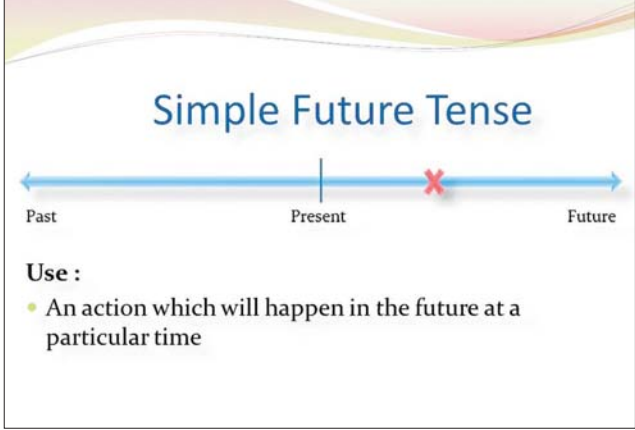 Simple Future Tense
Past Present Future
Use :
• An action which will happen in the future at a
particular time